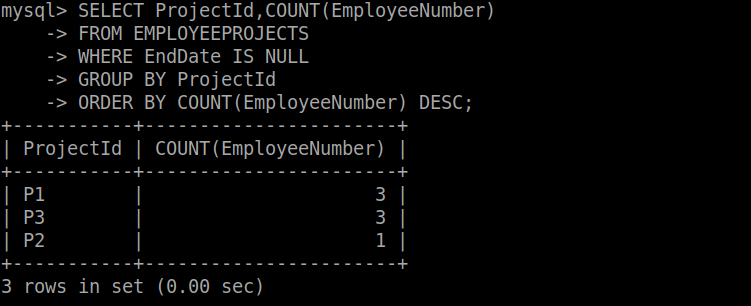 mysql> SELECT ProjectId,COUNT(EmployeeNumber)
    -> FROM EMPLOYEEPROJECTS
    -> WHERE EndDate IS NULL
    -> GROUP BY ProjectId
    -> ORDER BY COUNT(EmployeeNumber) DESC;
+-----------+-----------------------+
| ProjectId | COUNT(EmployeeNumber) |
+-----------+-----------------------+
| P1        |                     3 |
| P3        |                     3 |
| P2        |                     1 |
+-----------+-----------------------+
3 rows in set (0.00 sec)